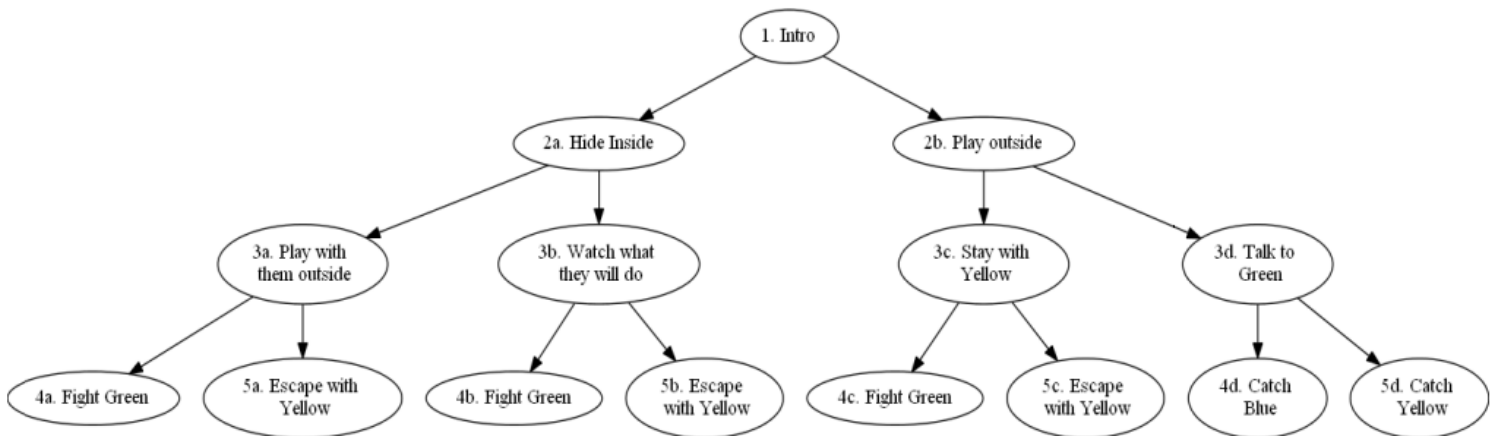 1. Intro
2a. Hide Inside
2b. Play outside
3a. Play with
them outside
3b. Watch what
they will do
3c. Stay with
Yellow
3d. Talk to
Green
4a. Fight Green
5a. Escape with
Yellow
4b. Fight Green
5b. Escape
with Yellow
4c. Fight Green
5c. Escape
with Yellow
4d. Catch
Blue
5d. Catch
Yellow